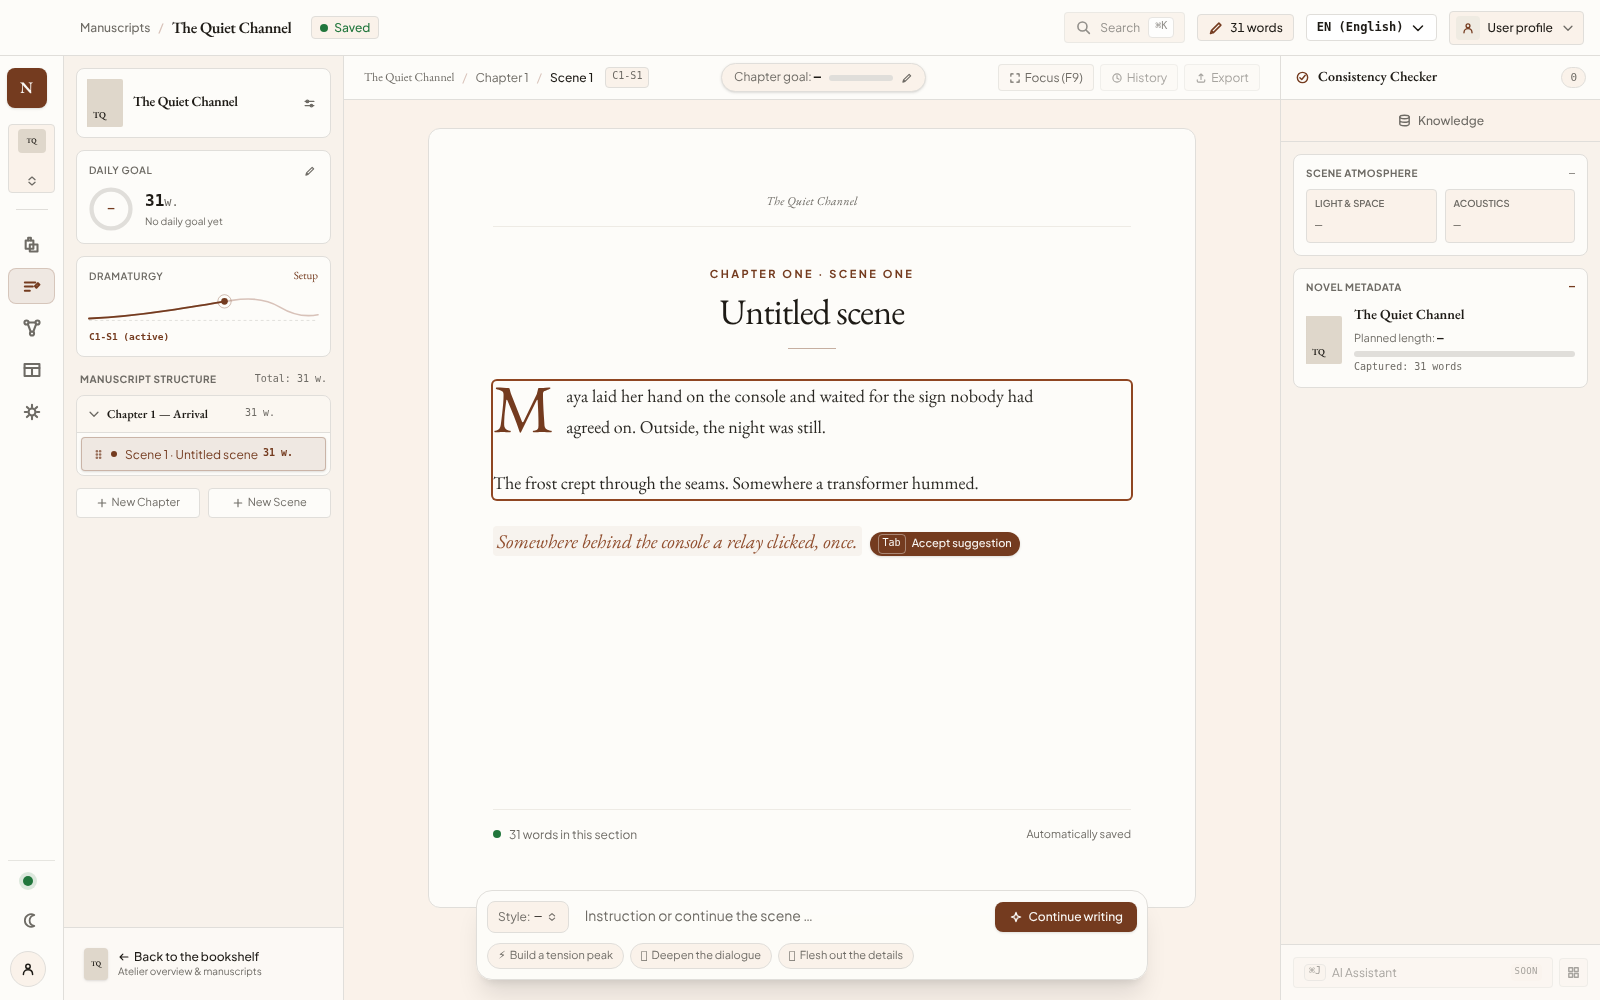 Manuscripts / The Quiet Channel
Saved
Search ⌘K
31 words
EN (English)
User profile
N
TQ
TQ
The Quiet Channel
DAILY GOAL
–
31w.
No daily goal yet
DRAMATURGY
Setup
C1-S1 (active)
MANUSCRIPT STRUCTURE
Total: 31 w.
Chapter 1 — Arrival
31 w.
Scene 1 · Untitled scene 31 w.
+ New Chapter
+ New Scene
TQ
← Back to the bookshelf
Atelier overview & manuscripts
The Quiet Channel / Chapter 1 / Scene 1 C1-S1
Chapter goal: –
Focus (F9)
History
Export
The Quiet Channel
CHAPTER ONE · SCENE ONE
Untitled scene
Maya laid her hand on the console and waited for the sign nobody had
agreed on. Outside, the night was still.
The frost crept through the seams. Somewhere a transformer hummed.
Somewhere behind the console a relay clicked, once.
Tab Accept suggestion
31 words in this section
Automatically saved
Style: –
Instruction or continue the scene …
Continue writing
⚡ Build a tension peak
Deepen the dialogue
Flesh out the details
Consistency Checker
0
Knowledge
SCENE ATMOSPHERE
–
LIGHT & SPACE
–
ACOUSTICS
–
NOVEL METADATA
–
TQ
The Quiet Channel
Planned length: –
Captured: 31 words
⌘J AI Assistant
SOON